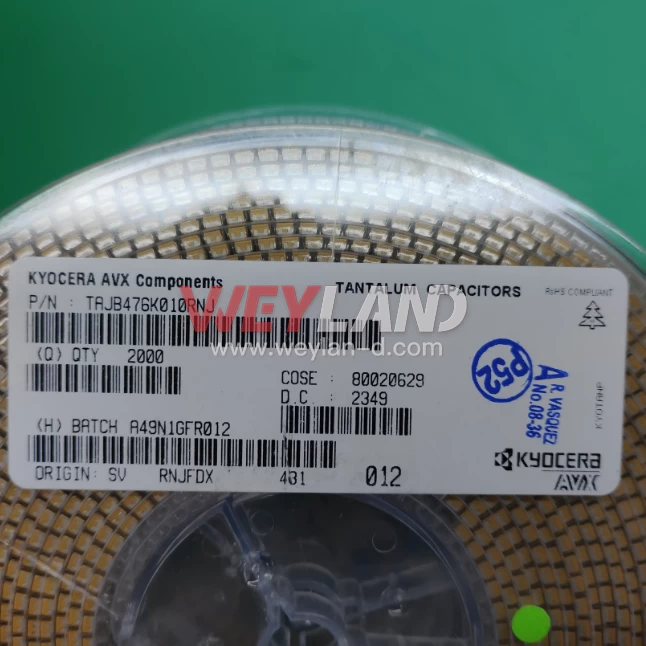 KYOCERA AVX Components
TANTALUM CAPACITORS
RoHS COMPLIANT
P/N : TAJB476K010RNJ
WEYLAND
www.weylan-d.com
(Q) QTY 2000
COSE : 80020629
D.C. : 2349
P52
A R.VASQUEZ
No.08-36
(H) BATCH A49N1GFR012
KYOCERA
AVX
ORIGIN: SV RNJFDX 4B1 012